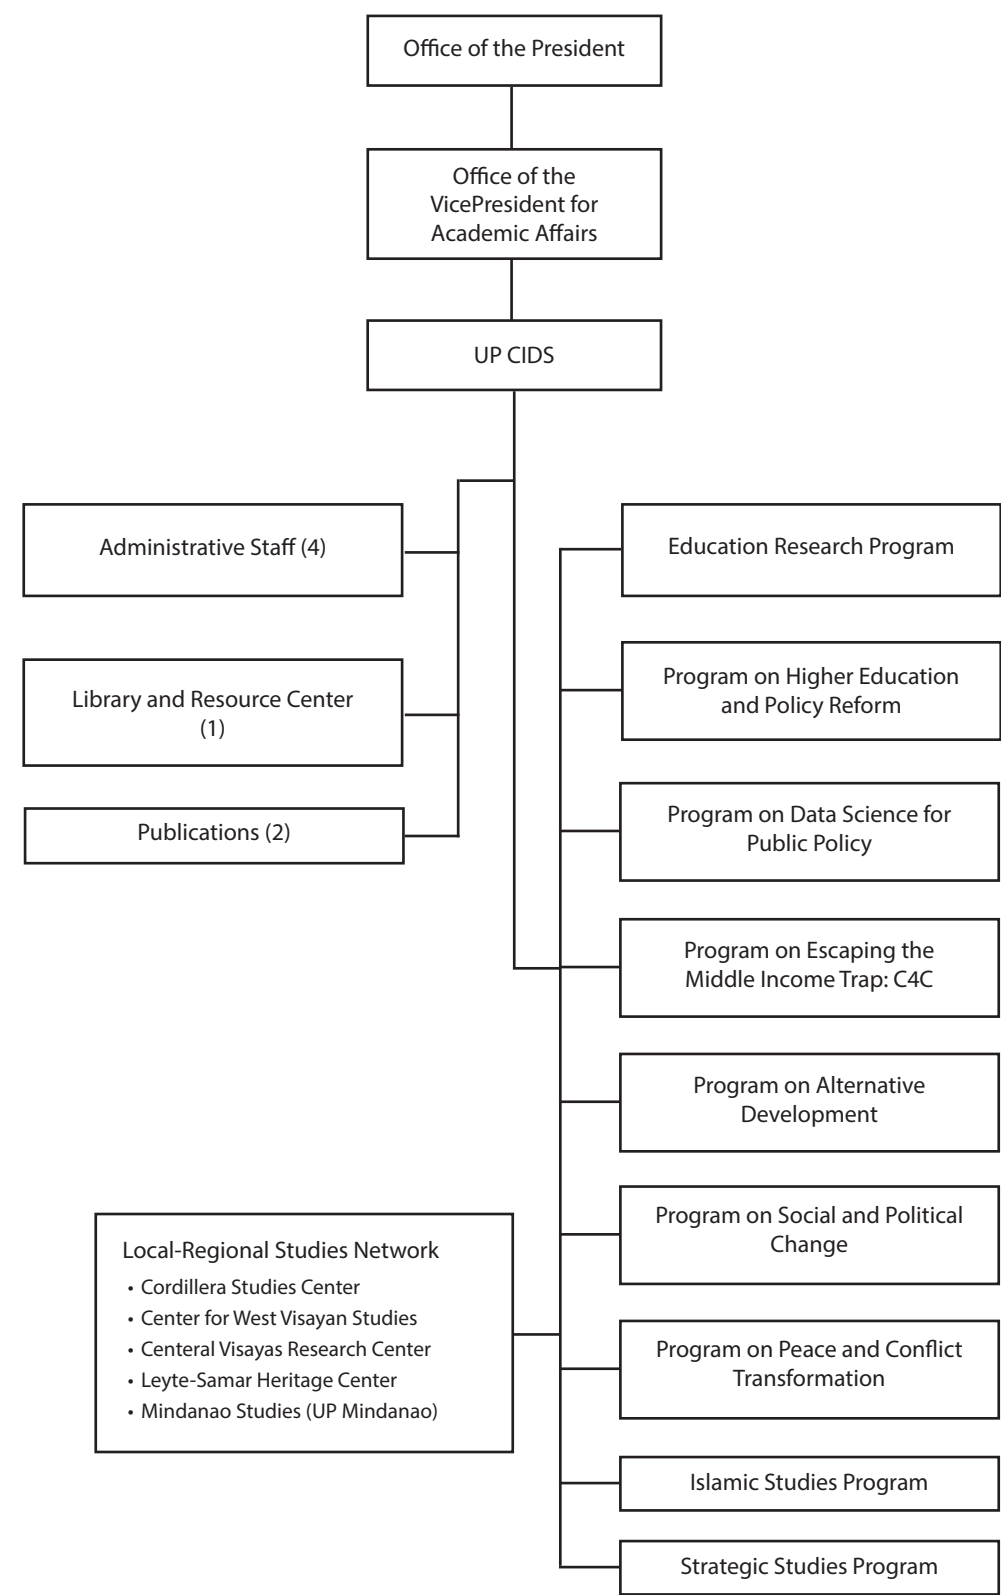 Office of the President
Office of the
VicePresident for
Academic Affairs
UP CIDS
Administrative Staff (4)
Library and Resource Center
(1)
Publications (2)
Education Research Program
Program on Higher Education
and Policy Reform
Program on Data Science for
Public Policy
Program on Escaping the
Middle Income Trap: C4C
Program on Alternative
Development
Program on Social and Political
Change
Program on Peace and Conflict
Transformation
Islamic Studies Program
Strategic Studies Program
Local-Regional Studies Network
• Cordillera Studies Center
• Center for West Visayan Studies
• Centeral Visayas Research Center
• Leyte-Samar Heritage Center
• Mindanao Studies (UP Mindanao)